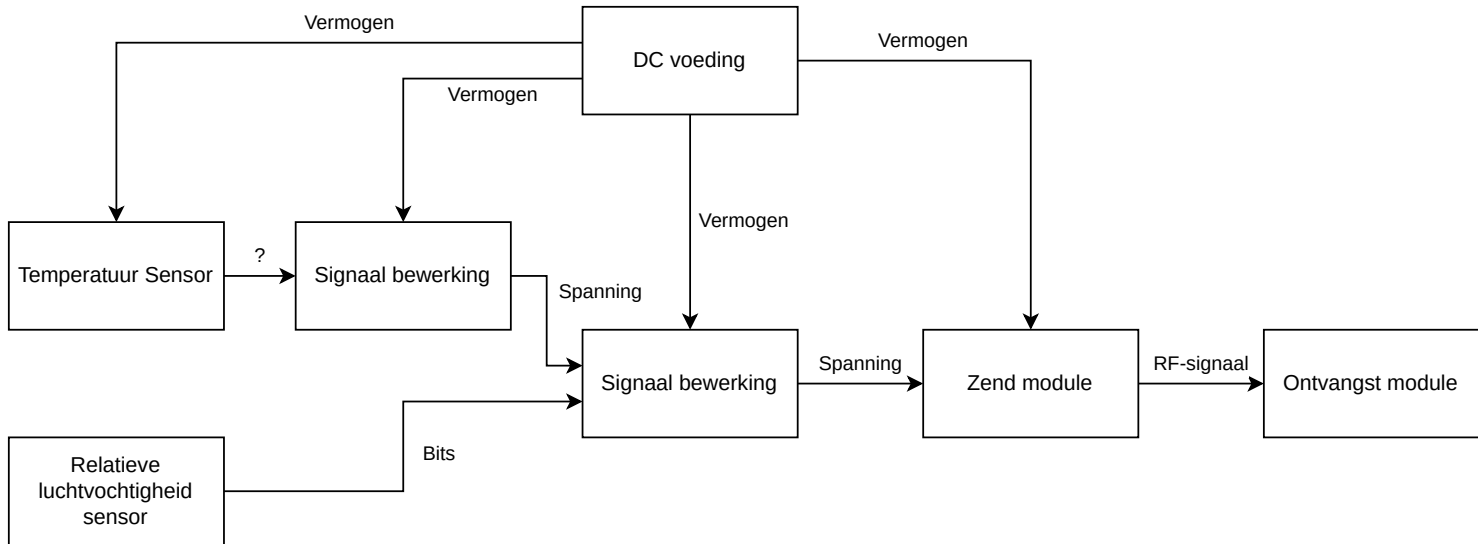 Vermogen
DC voeding
Vermogen
Vermogen
Vermogen
Temperatuur Sensor
?
Signaal bewerking
Spanning
Signaal bewerking
Spanning
Zend module
RF-signaal
Ontvangst module
Bits
Relatieve
luchtvochtigheid
sensor